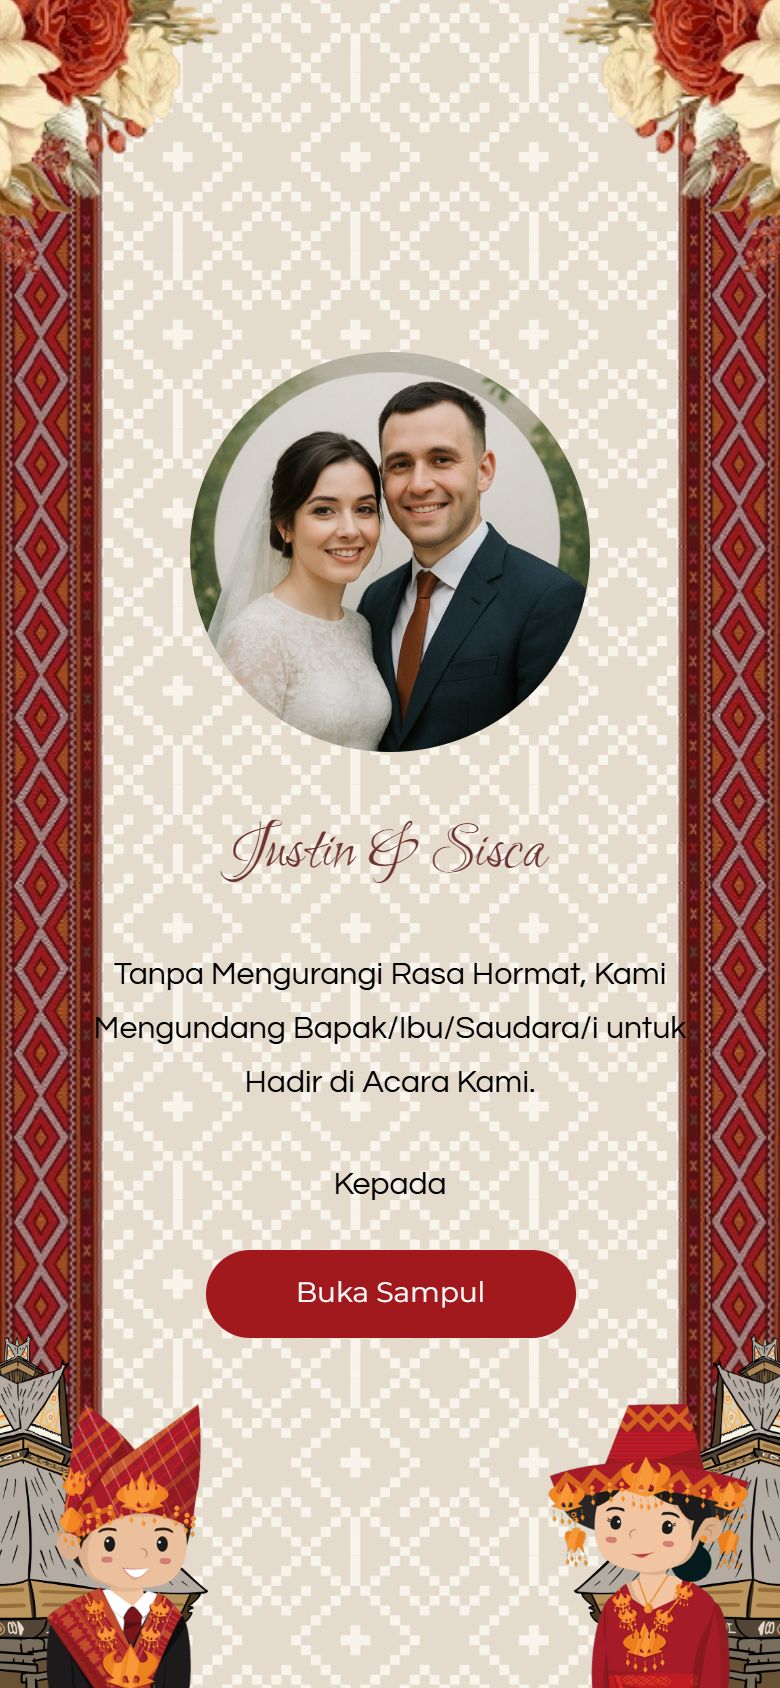 Justin & Sisca
Tanpa Mengurangi Rasa Hormat, Kami
Mengundang Bapak/Ibu/Saudara/i untuk
Hadir di Acara Kami.
Kepada
Buka Sampul